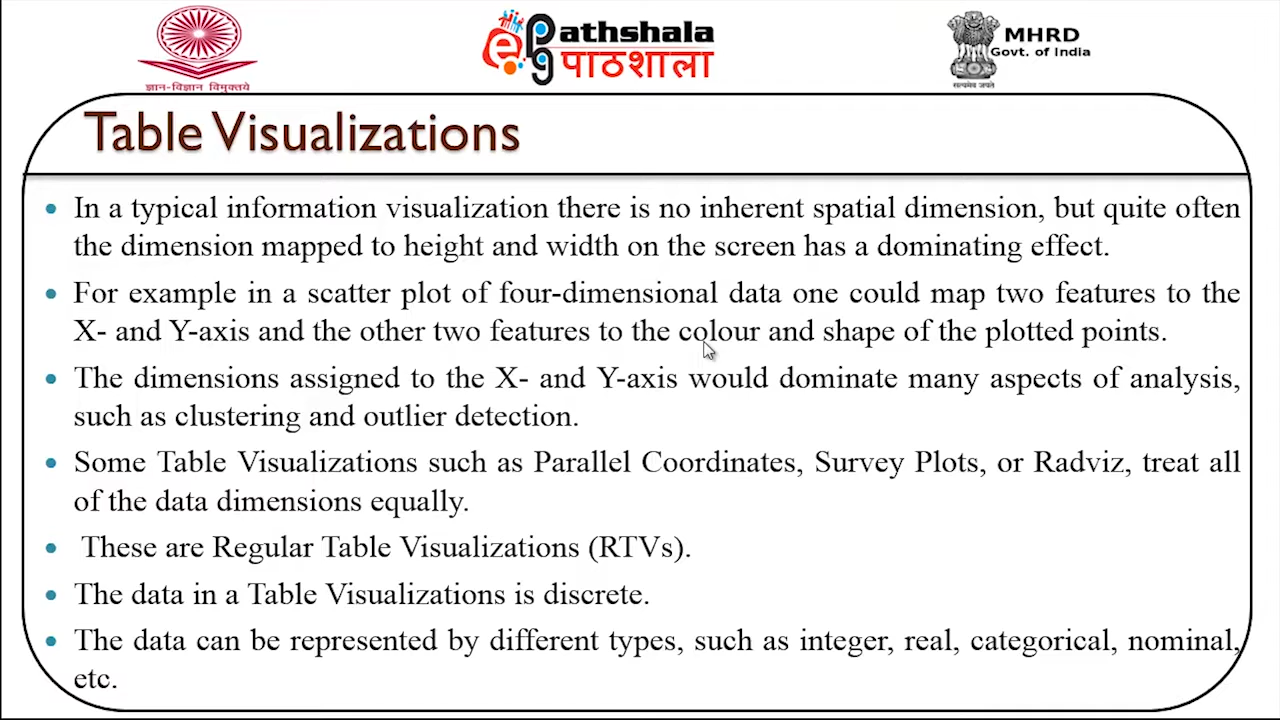 ज्ञान-विज्ञान विमुक्तये
e
pg
athshala
पाठशाला
MHRD
Govt. of India
सत्यमेव जयते
Table Visualizations
• In a typical information visualization there is no inherent spatial dimension, but quite often
the dimension mapped to height and width on the screen has a dominating effect.
• For example in a scatter plot of four-dimensional data one could map two features to the
X- and Y-axis and the other two features to the colour and shape of the plotted points.
• The dimensions assigned to the X- and Y-axis would dominate many aspects of analysis,
such as clustering and outlier detection.
• Some Table Visualizations such as Parallel Coordinates, Survey Plots, or Radviz, treat all
of the data dimensions equally.
• These are Regular Table Visualizations (RTVs).
• The data in a Table Visualizations is discrete.
• The data can be represented by different types, such as integer, real, categorical, nominal,
etc.